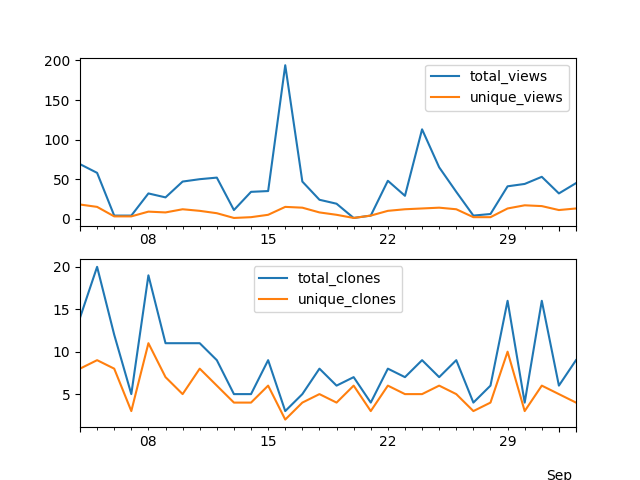 200
150
100
50
0
total_views
unique_views
08 15 22 29
20
15
10
5
total_clones
unique_clones
08 15 22 29
Sep